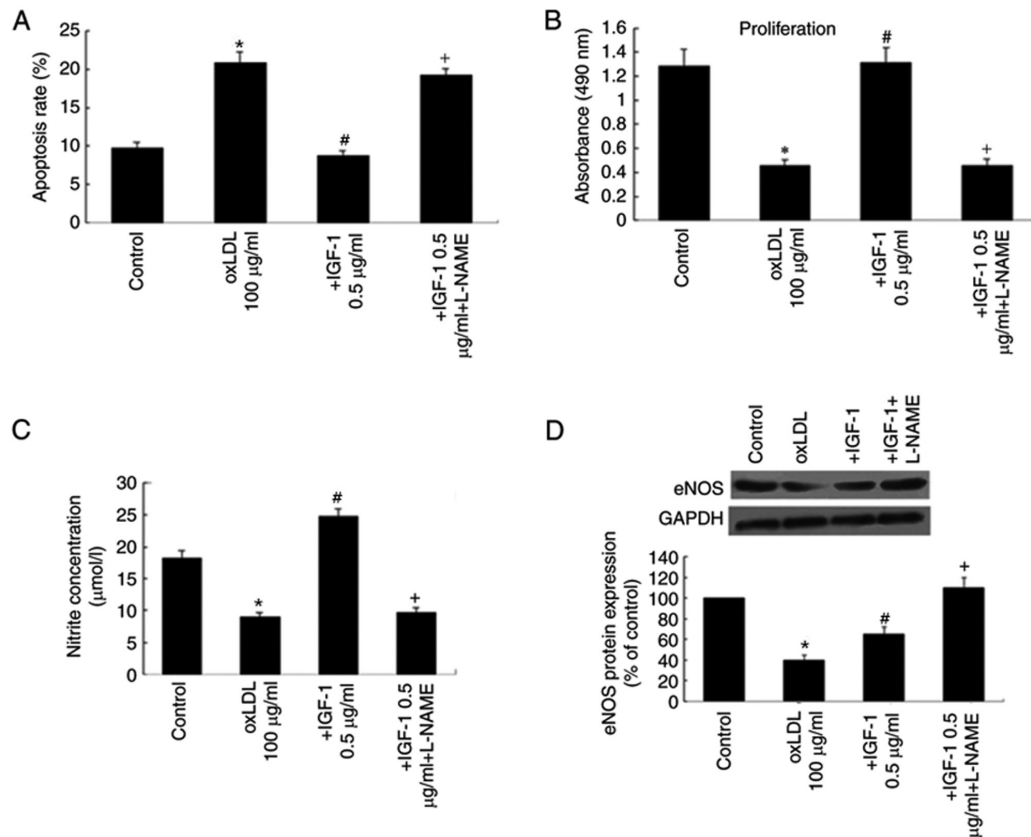 A
Apoptosis rate (%)
25
20
15
10
5
0
*
#
+
Control
oxLDL
100 μg/ml
+IGF-1
0.5 μg/ml
+IGF-1 0.5
μg/ml+L-NAME
B
Proliferation
Absorbance (490 nm)
1.6
1.4
1.2
1
0.8
0.6
0.4
0.2
0
*
#
+
Control
oxLDL
100 μg/ml
+IGF-1
0.5 μg/ml
+IGF-1 0.5
μg/ml+L-NAME
C
Nitrite concentration
(μmol/l)
30
25
20
15
10
5
0
*
#
+
Control
oxLDL
100 μg/ml
+IGF-1
0.5 μg/ml
+IGF-1 0.5
μg/ml+L-NAME
D
Control
oxLDL
+IGF-1
+IGF-1+
L-NAME
eNOS
GAPDH
eNOS protein expression
(% of control)
140
120
100
80
60
40
20
0
*
#
+
Control
oxLDL
100 μg/ml
+IGF-1
0.5 μg/ml
+IGF-1 0.5
μg/ml+L-NAME